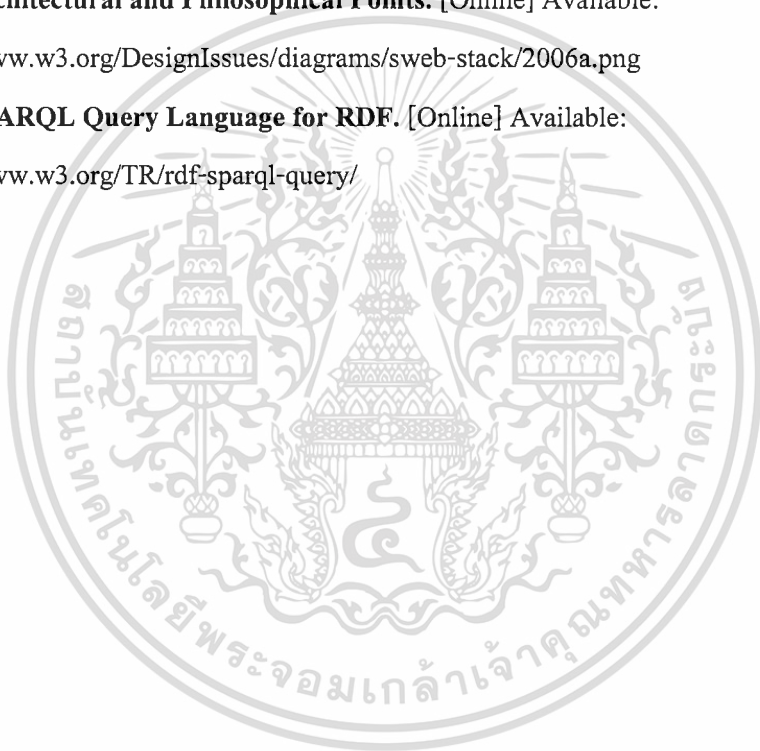 chitectural and Philosophical Points. [Online] Available:
ww.w3.org/DesignIssues/diagrams/sweb-stack/2006a.png
ARQL Query Language for RDF. [Online] Available:
ww.w3.org/TR/rdf-sparql-query/
สถาบันเทคโนโลยีพระจอมเกล้าเจ้าคุณทหารลาดกระบัง
๔